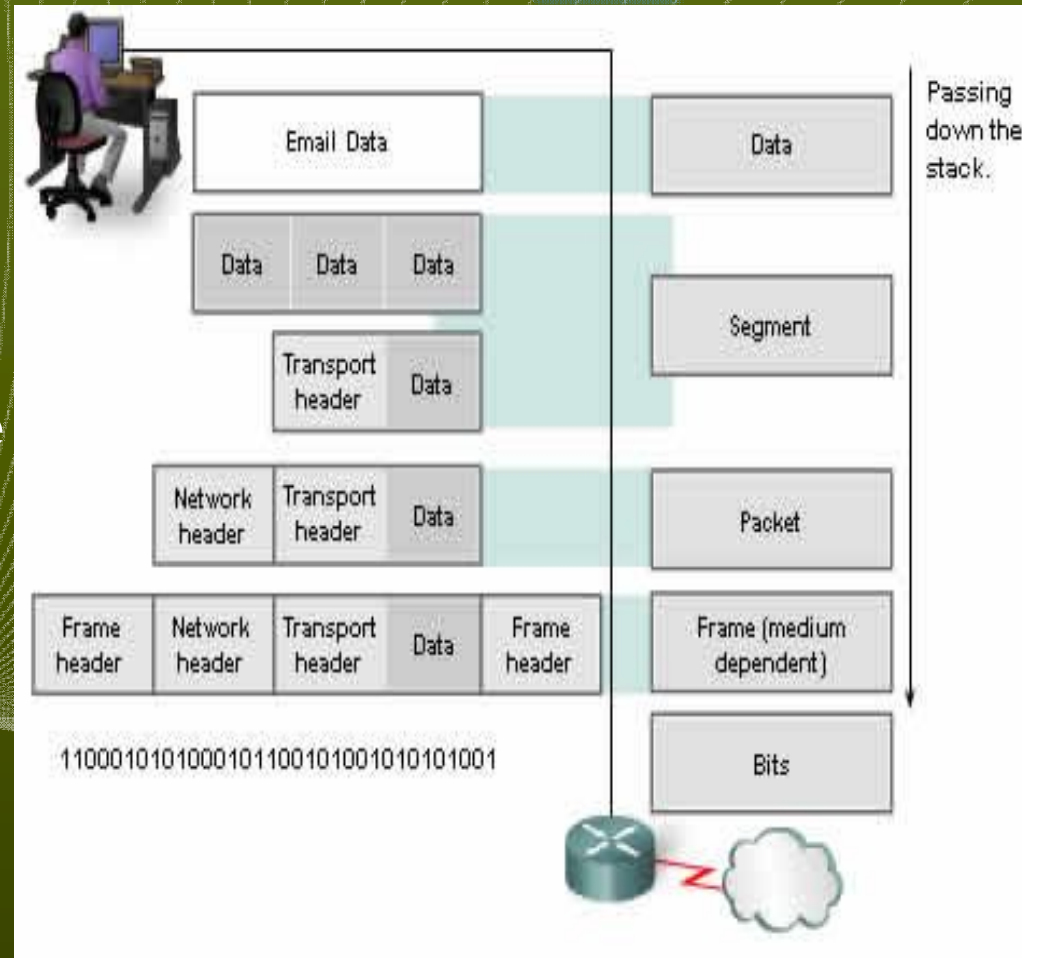 Passing
down the
stack.
Email Data
Data
Data Data Data
Segment
Transport
header
Data
Network
header
Transport
header
Data
Packet
Frame
header
Network
header
Transport
header
Data
Frame
header
Frame (medium
dependent)
1100010101000101100101001010101001
Bits